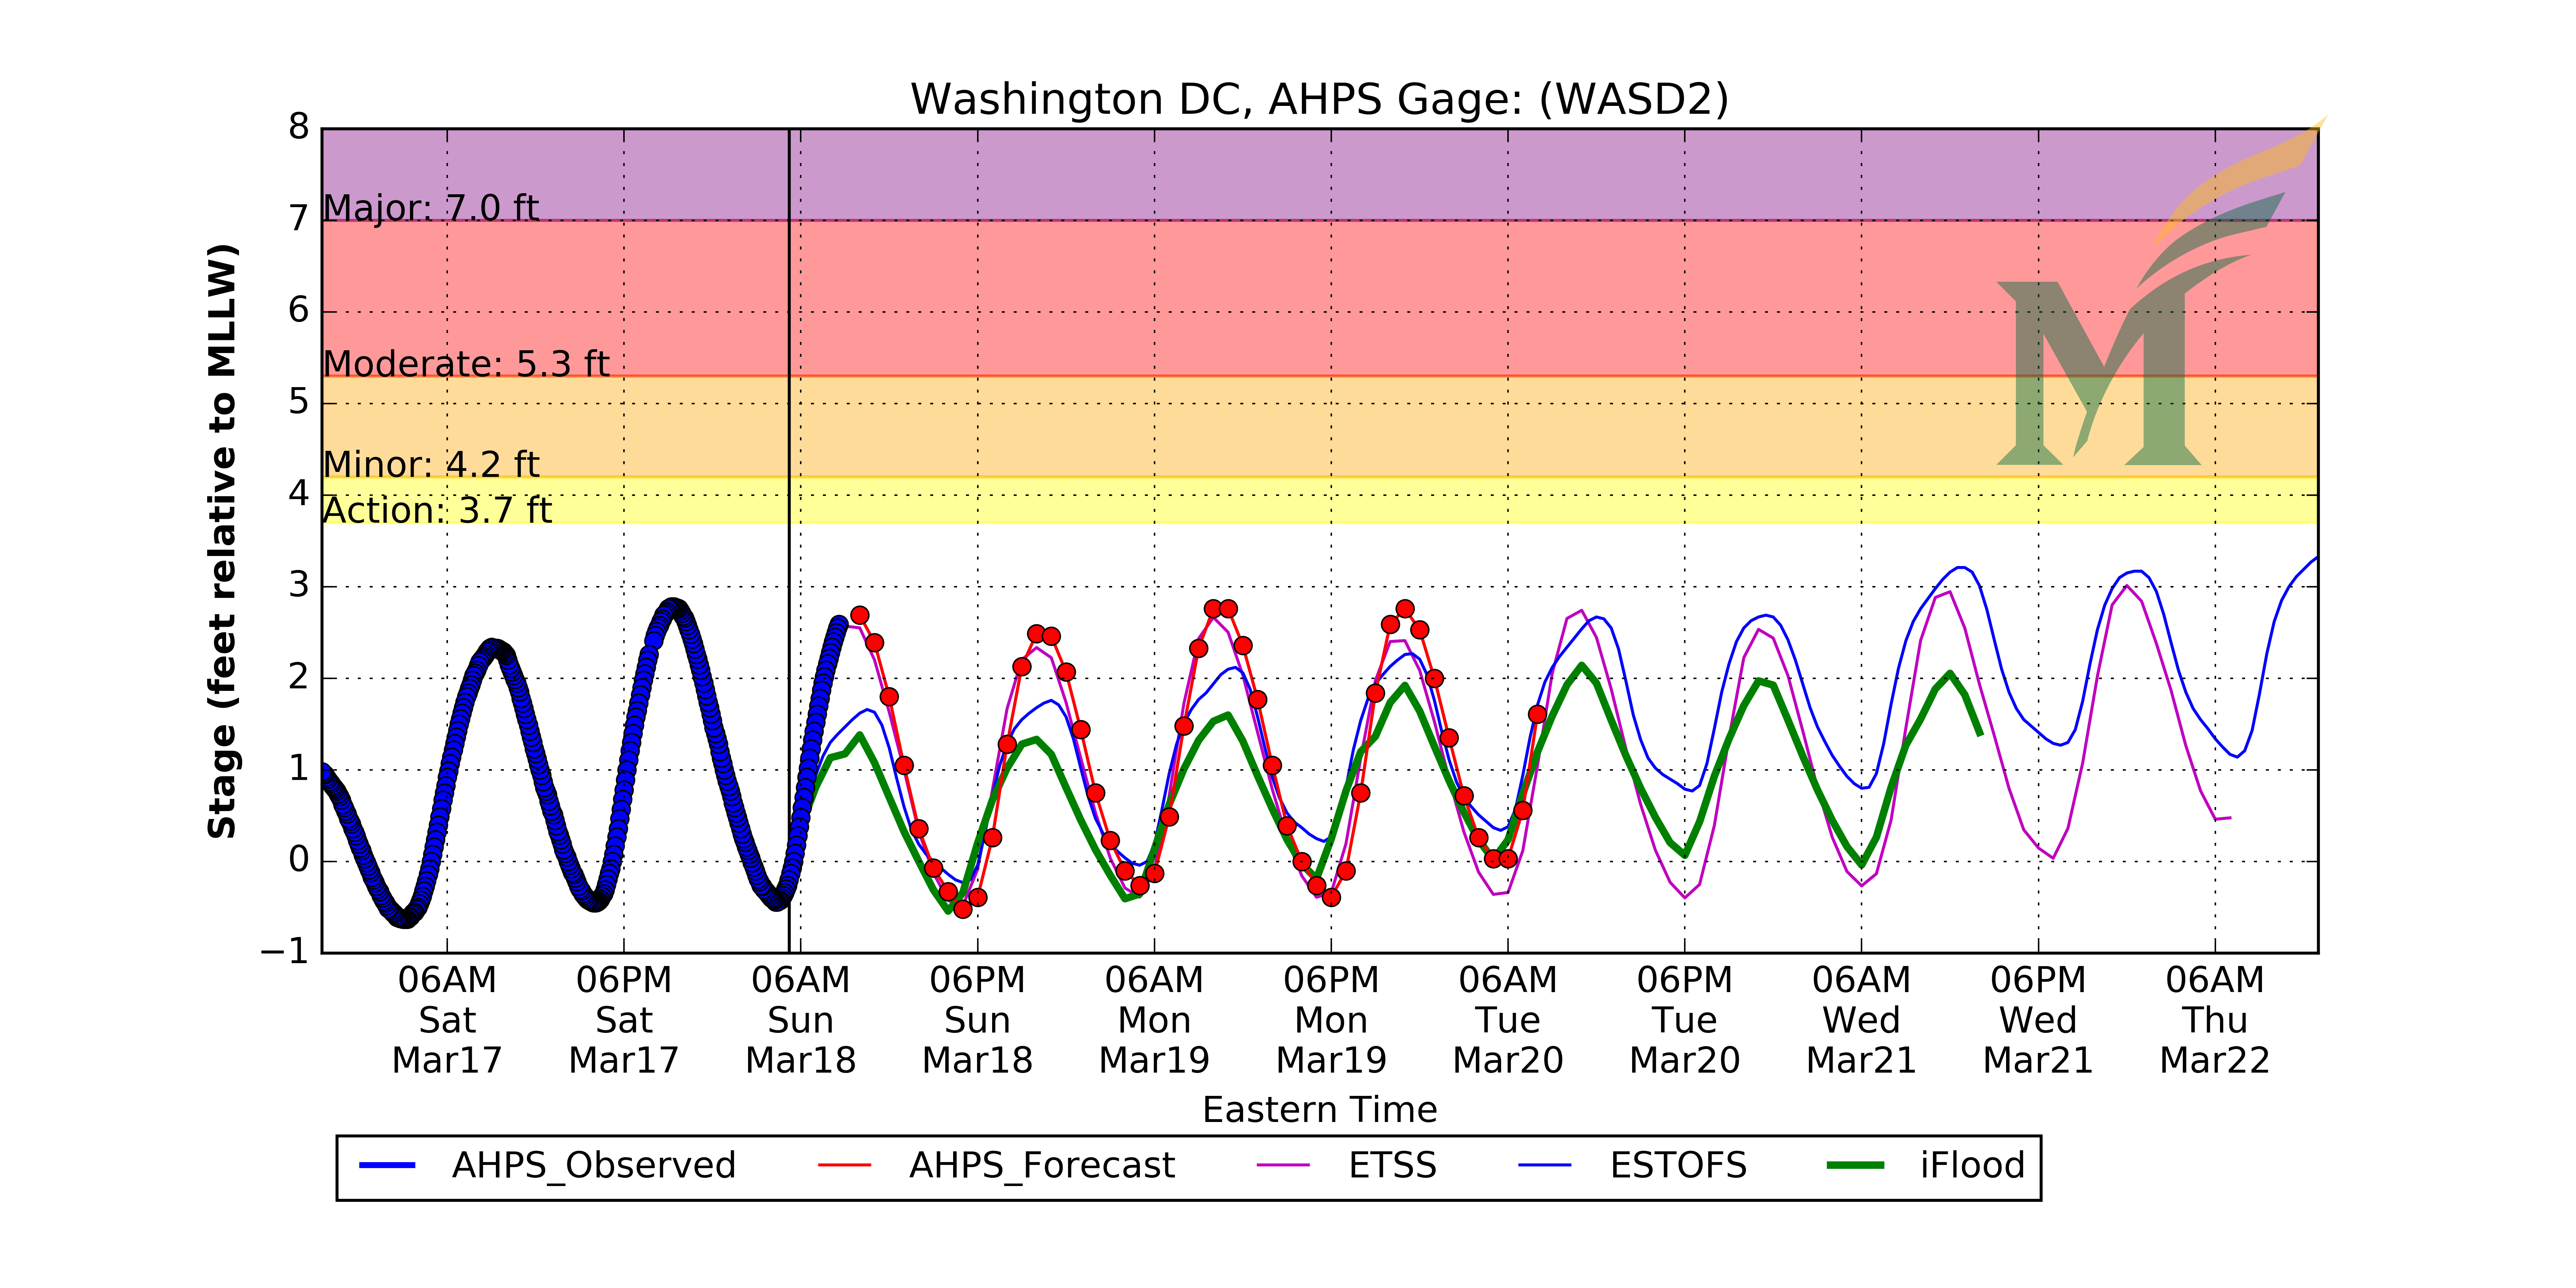 Washington DC, AHPS Gage: (WASD2)
Stage (feet relative to MLLW)
8
7
6
5
4
3
2
1
0
−1
Major: 7.0 ft
Moderate: 5.3 ft
Minor: 4.2 ft
Action: 3.7 ft
06AM 06PM 06AM 06PM 06AM 06PM 06AM 06PM 06AM 06PM 06AM
Sat Sat Sun Sun Mon Mon Tue Tue Wed Wed Thu
Mar17 Mar17 Mar18 Mar18 Mar19 Mar19 Mar20 Mar20 Mar21 Mar21 Mar22
Eastern Time
AHPS_Observed AHPS_Forecast ETSS ESTOFS iFlood